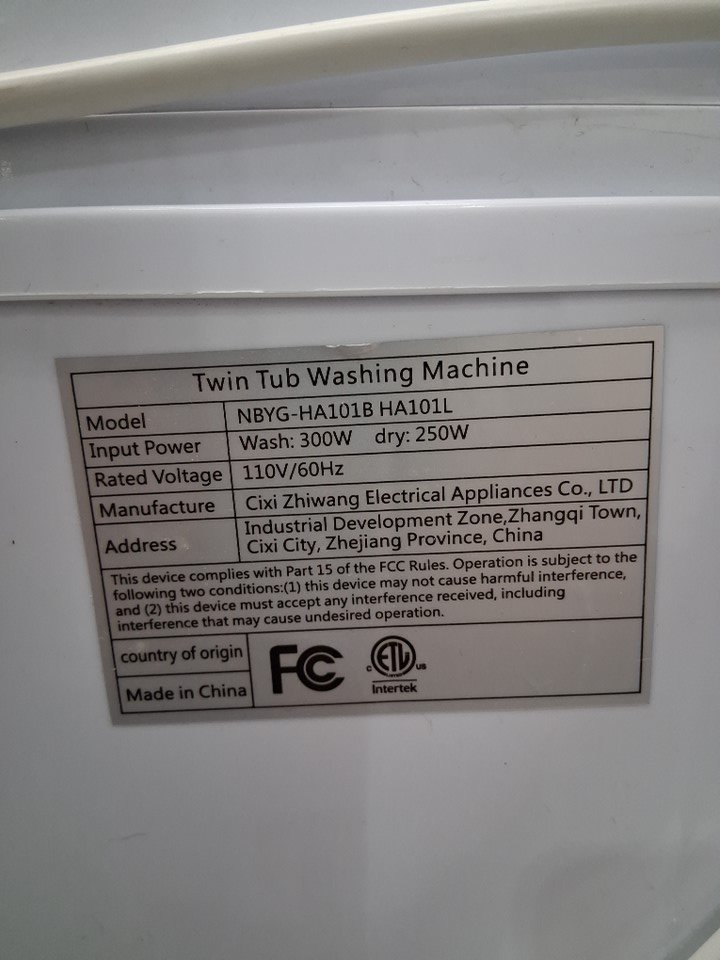 Twin Tub Washing Machine
Model NBYG-HA101B HA101L
Input Power Wash: 300W dry: 250W
Rated Voltage 110V/60Hz
Manufacture Cixi Zhiwang Electrical Appliances Co., LTD
Address Industrial Development Zone,Zhangqi Town,
Cixi City, Zhejiang Province, China
This device complies with Part 15 of the FCC Rules. Operation is subject to the
following two conditions:(1) this device may not cause harmful interference,
and (2) this device must accept any interference received, including
interference that may cause undesired operation.
country of origin
Made in China
FC
C ETL US
LISTED
Intertek